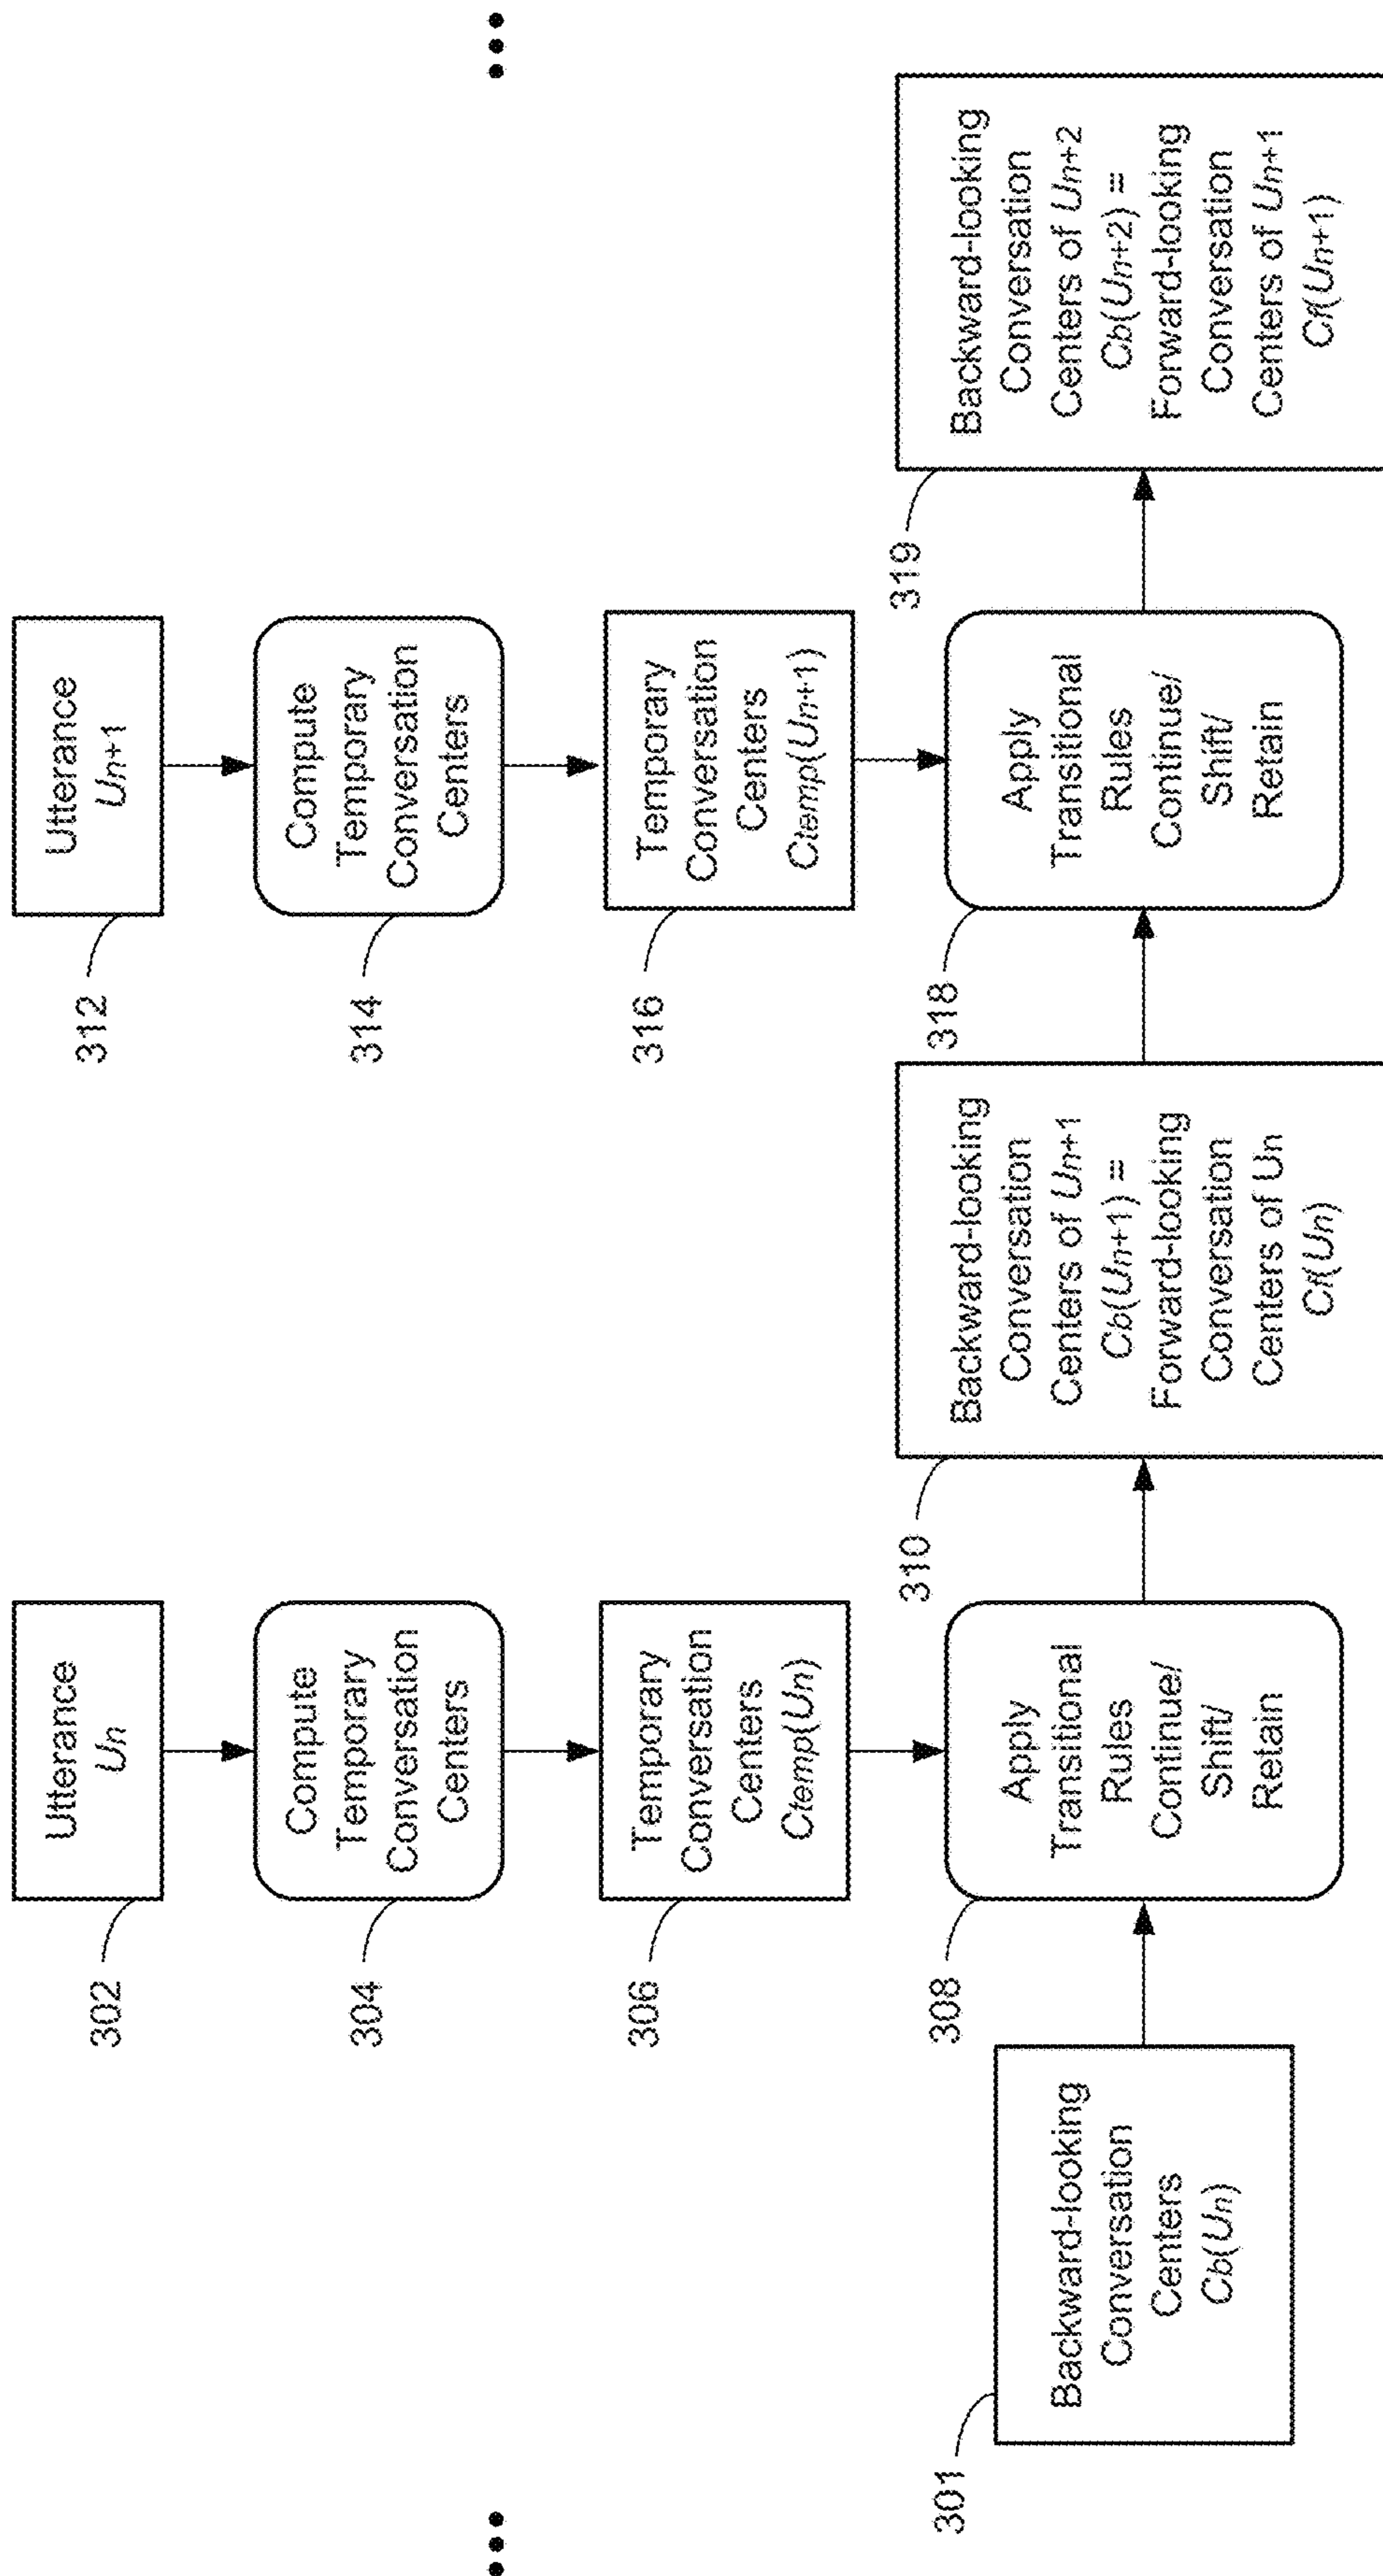 Utterance
Un
302
Compute
Temporary
Conversation
Centers
304
Temporary
Conversation
Centers
Ctemp(Un)
306
Backward-looking
Conversation
Centers
Cb(Un)
301
Apply
Transitional
Rules
Continue/
Shift/
Retain
308
Backward-looking
Conversation
Centers of Un+1
Cb(Un+1) =
Forward-looking
Conversation
Centers of Un
Cf(Un)
310
Utterance
Un+1
312
Compute
Temporary
Conversation
Centers
314
Temporary
Conversation
Centers
Ctemp(Un+1)
316
Apply
Transitional
Rules
Continue/
Shift/
Retain
318
Backward-looking
Conversation
Centers of Un+2
Cb(Un+2) =
Forward-looking
Conversation
Centers of Un+1
Cf(Un+1)
319